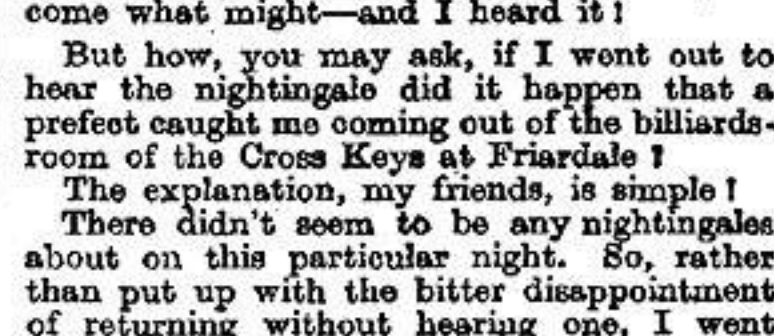 come what might—and I heard it!
But how, you may ask, if I went out to
hear the nightingale did it happen that a
prefect caught me coming out of the billiards-
room of the Cross Keys at Friardale?
The explanation, my friends, is simple!
There didn't seem to be any nightingales
about on this particular night. So, rather
than put up with the bitter disappointment
of returning without hearing one, I went